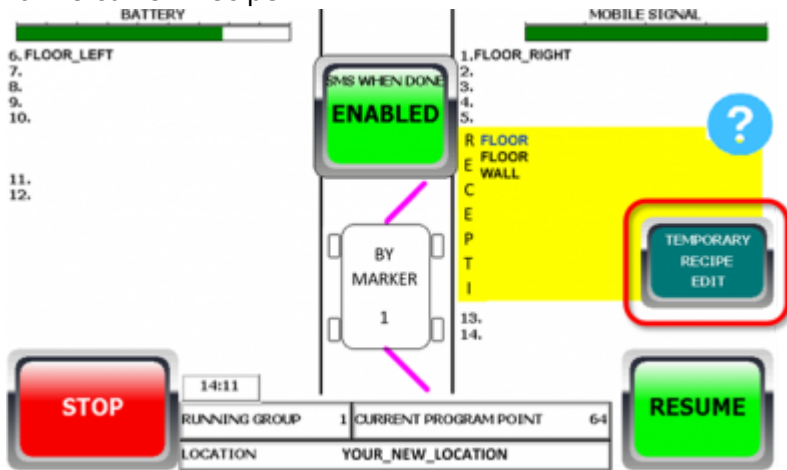 BATTERY
MOBILE SIGNAL
6. FLOOR_LEFT
7.
8.
9.
10.
11.
12.
SMS WHEN DONE
ENABLED
1.FLOOR_RIGHT
2.
3.
4.
5.
?
RECEPTI
FLOOR
FLOOR
WALL
TEMPORARY
RECIPE
EDIT
13.
14.
BY
MARKER
1
STOP
14:11
RUNNING GROUP 1 CURRENT PROGRAM POINT 64
LOCATION YOUR_NEW_LOCATION
RESUME